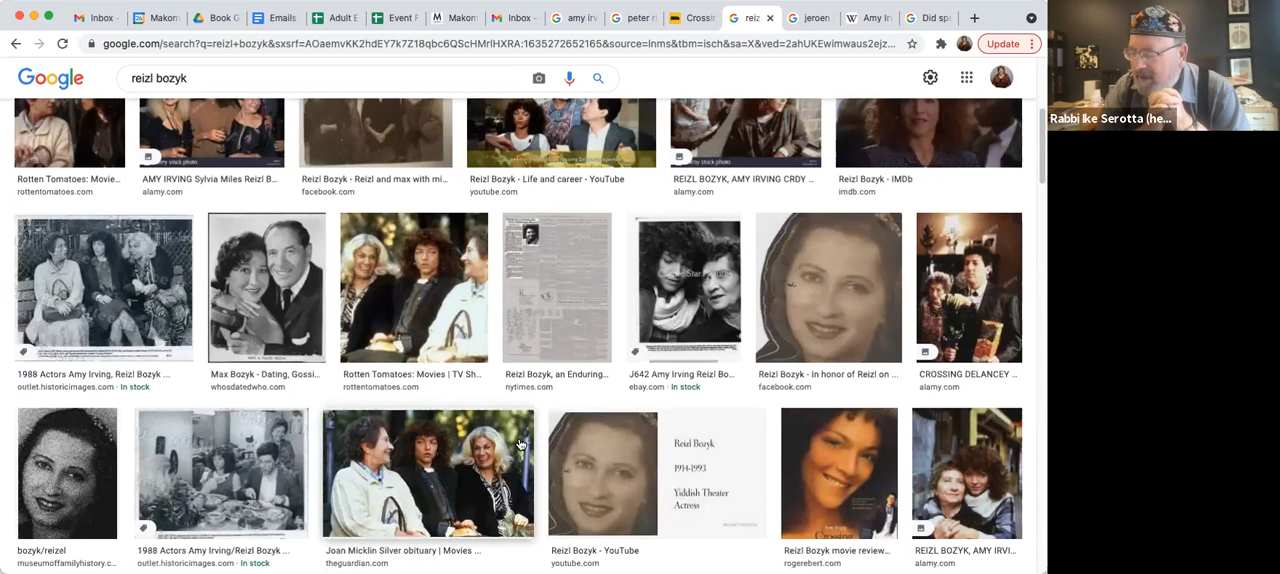 Inbox
Makom
Book G
Emails
Adult E
Event F
Makom
Inbox
amy irv
peter r
Crossin
reiz
jeroen
Amy Irv
Did sp
google.com/search?q=reizl+bozyk&sxsrf=AOaemvKK2hdEY7k7Z18qbc6QScHMrlHXRA:1635272652165&source=lnms&tbm=isch&sa=X&ved=2ahUKEwimwaus2ejz...
Update
Google
reizl bozyk
Rabbi Ike Serotta (he...
Rotten Tomatoes: Movie...
rottentomatoes.com
AMY IRVING Sylvia Miles Reizl B...
alamy.com
Reizl Bozyk - Reizl and max with mi...
facebook.com
Reizl Bozyk - Life and career - YouTube
youtube.com
REIZL BOZYK, AMY IRVING CRDY ...
alamy.com
Reizl Bozyk - IMDb
imdb.com
1988 Actors Amy Irving, Reizl Bozyk ...
outlet.historicimages.com · In stock
Max Bozyk - Dating, Gossi...
whosdatedwho.com
Rotten Tomatoes: Movies | TV Sh...
rottentomatoes.com
Reizl Bozyk, an Enduring...
nytimes.com
J642 Amy Irving Reizl Bo...
ebay.com · In stock
Reizl Bozyk - In honor of Reizl on ...
facebook.com
CROSSING DELANCEY ...
alamy.com
Reizl Bozyk
1914-1993
Yiddish Theater
Actress
bozyk/reizel
museumoffamilyhistory.c...
1988 Actors Amy Irving/Reizl Bozyk ...
outlet.historicimages.com · In stock
Joan Micklin Silver obituary | Movies ...
theguardian.com
Reizl Bozyk - YouTube
youtube.com
Reizl Bozyk movie review...
rogerebert.com
REIZL BOZYK, AMY IRVI...
alamy.com